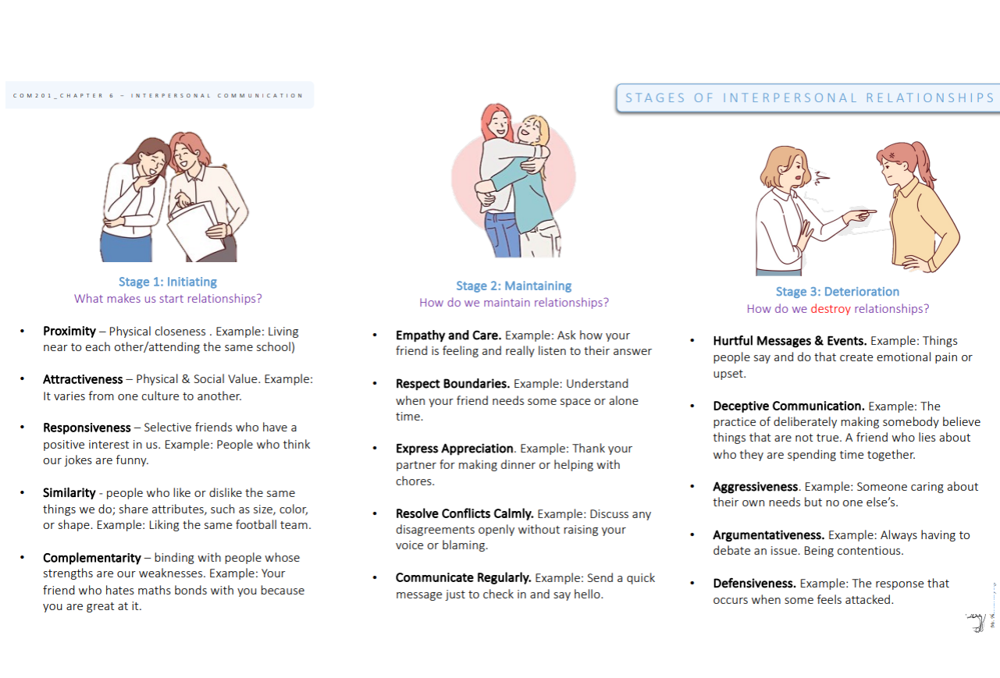 COM201_CHAPTER 6 – INTERPERSONAL COMMUNICATION
STAGES OF INTERPERSONAL RELATIONSHIPS
Stage 1: Initiating
What makes us start relationships?
• Proximity – Physical closeness . Example: Living
near to each other/attending the same school)
• Attractiveness – Physical & Social Value. Example:
It varies from one culture to another.
• Responsiveness – Selective friends who have a
positive interest in us. Example: People who think
our jokes are funny.
• Similarity - people who like or dislike the same
things we do; share attributes, such as size, color,
or shape. Example: Liking the same football team.
• Complementarity – binding with people whose
strengths are our weaknesses. Example: Your
friend who hates maths bonds with you because
you are great at it.
Stage 2: Maintaining
How do we maintain relationships?
• Empathy and Care. Example: Ask how your
friend is feeling and really listen to their answer
• Respect Boundaries. Example: Understand
when your friend needs some space or alone
time.
• Express Appreciation. Example: Thank your
partner for making dinner or helping with
chores.
• Resolve Conflicts Calmly. Example: Discuss any
disagreements openly without raising your
voice or blaming.
• Communicate Regularly. Example: Send a quick
message just to check in and say hello.
Stage 3: Deterioration
How do we destroy relationships?
• Hurtful Messages & Events. Example: Things
people say and do that create emotional pain or
upset.
• Deceptive Communication. Example: The
practice of deliberately making somebody believe
things that are not true. A friend who lies about
who they are spending time together.
• Aggressiveness. Example: Someone caring about
their own needs but no one else’s.
• Argumentativeness. Example: Always having to
debate an issue. Being contentious.
• Defensiveness. Example: The response that
occurs when some feels attacked.